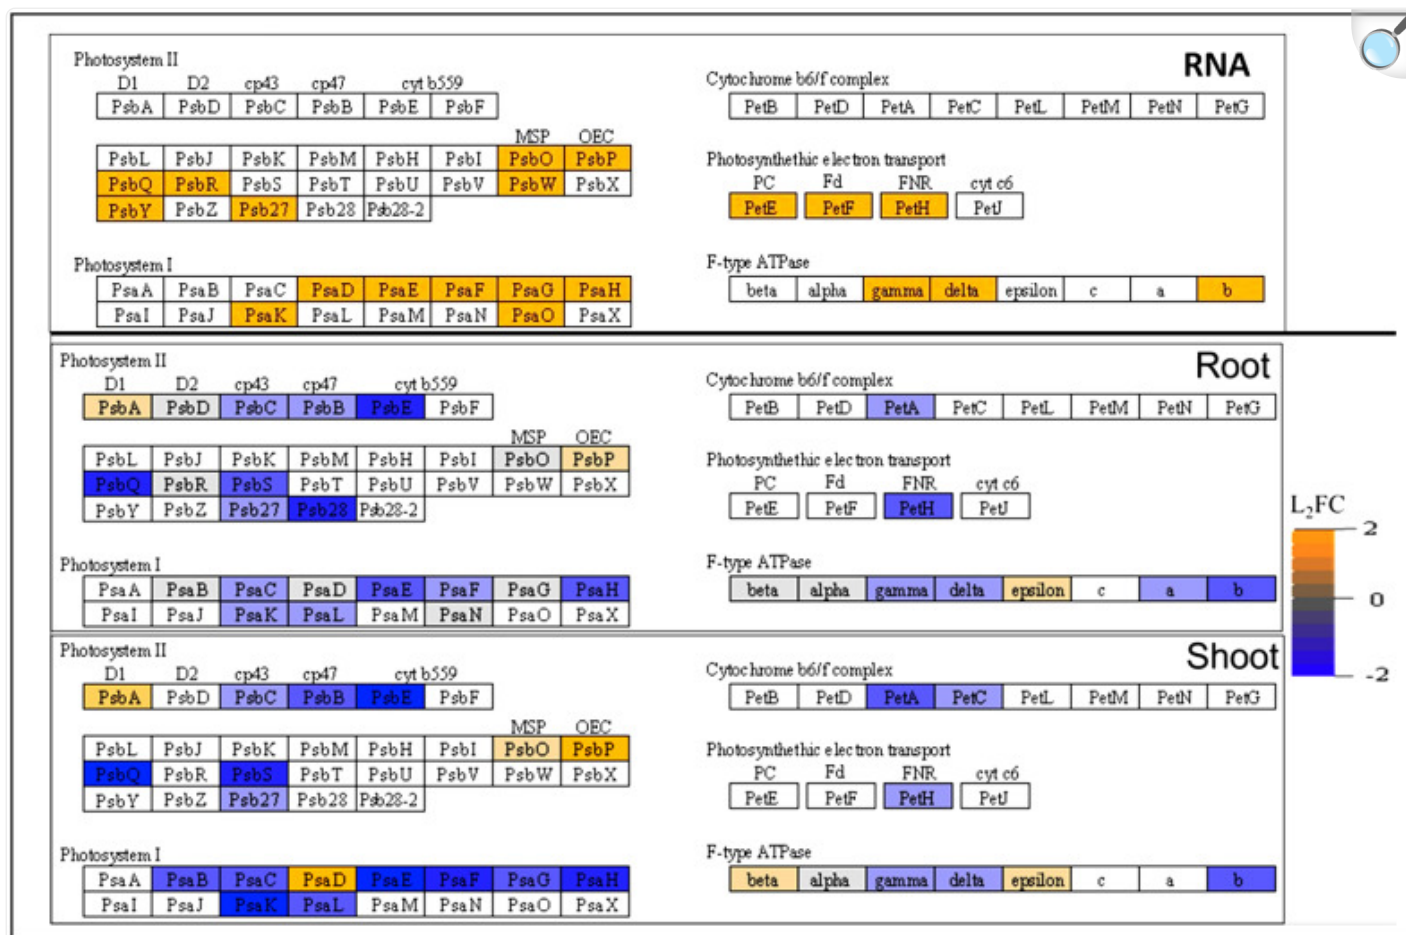 RNA
Photosystem II
D1 D2 cp43 cp47 cyt b559
PsbA PsbD PsbC PsbB PsbE PsbF
MSP OEC
PsbL PsbJ PsbK PsbM PsbH PsbI PsbO PsbP
PsbQ PsbR PsbS PsbT PsbU PsbV PsbW PsbX
PsbY PsbZ Psb27 Psb28 Psb28-2
Photosystem I
PsaA PsaB PsaC PsaD PsaE PsaF PsaG PsaH
PsaI PsaJ PsaK PsaL PsaM PsaN PsaO PsaX
Cytochrome b6/f complex
PetB PetD PetA PetC PetL PetM PetN PetG
Photosynthethic electron transport
PC Fd FNR cyt c6
PetE PetF PetH PetJ
F-type ATPase
beta alpha gamma delta epsilon c a b
Root
Photosystem II
D1 D2 cp43 cp47 cyt b559
PsbA PsbD PsbC PsbB PsbE PsbF
MSP OEC
PsbL PsbJ PsbK PsbM PsbH PsbI PsbO PsbP
PsbQ PsbR PsbS PsbT PsbU PsbV PsbW PsbX
PsbY PsbZ Psb27 Psb28 Psb28-2
Photosystem I
PsaA PsaB PsaC PsaD PsaE PsaF PsaG PsaH
PsaI PsaJ PsaK PsaL PsaM PsaN PsaO PsaX
Cytochrome b6/f complex
PetB PetD PetA PetC PetL PetM PetN PetG
Photosynthethic electron transport
PC Fd FNR cyt c6
PetE PetF PetH PetJ
F-type ATPase
beta alpha gamma delta epsilon c a b
Shoot
Photosystem II
D1 D2 cp43 cp47 cyt b559
PsbA PsbD PsbC PsbB PsbE PsbF
MSP OEC
PsbL PsbJ PsbK PsbM PsbH PsbI PsbO PsbP
PsbQ PsbR PsbS PsbT PsbU PsbV PsbW PsbX
PsbY PsbZ Psb27 Psb28 Psb28-2
Photosystem I
PsaA PsaB PsaC PsaD PsaE PsaF PsaG PsaH
PsaI PsaJ PsaK PsaL PsaM PsaN PsaO PsaX
Cytochrome b6/f complex
PetB PetD PetA PetC PetL PetM PetN PetG
Photosynthethic electron transport
PC Fd FNR cyt c6
PetE PetF PetH PetJ
F-type ATPase
beta alpha gamma delta epsilon c a b
L₂FC
2
0
-2